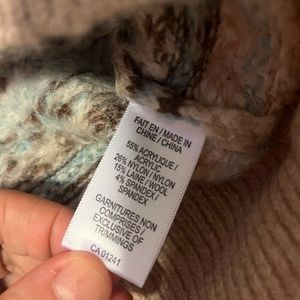 FAIT EN / MADE IN
CHINE / CHINA
55% ACRYLIQUE /
ACRYLIC
26% NYLON / NYLON
15% LAINE / WOOL
4% SPANDEX /
SPANDEX
GARNITURES NON
COMPRISES /
EXCLUSIVE OF
TRIMMINGS
CA 01241